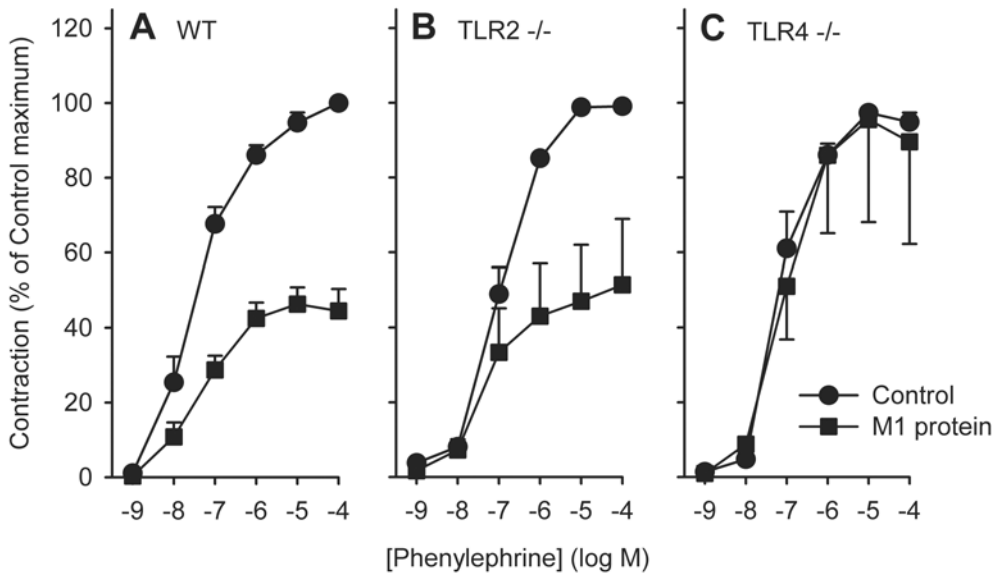 A WT
B TLR2 -/-
C TLR4 -/-
Contraction (% of Control maximum)
120
100
80
60
40
20
0
-9 -8 -7 -6 -5 -4
-9 -8 -7 -6 -5 -4
-9 -8 -7 -6 -5 -4
Control
M1 protein
[Phenylephrine] (log M)